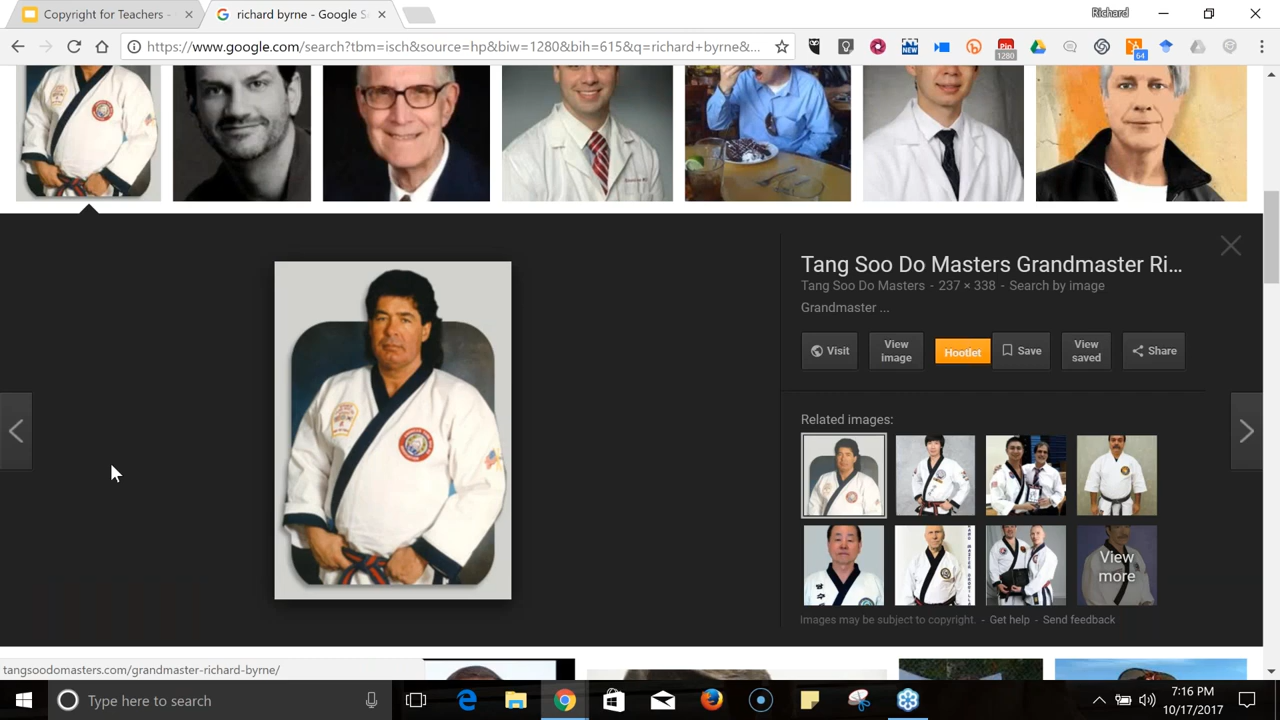 Copyright for Teachers -
richard byrne - Google S
Richard
https://www.google.com/search?tbm=isch&source=hp&biw=1280&bih=615&q=richard+byrne&...
NEW
1280
64
Tang Soo Do Masters Grandmaster Ri...
Tang Soo Do Masters - 237 × 338 - Search by image
Grandmaster ...
Visit
View image
Hootlet
Save
View saved
Share
Related images:
View more
Images may be subject to copyright. - Get help - Send feedback
tangsoodomasters.com/grandmaster-richard-byrne/
Type here to search
7:16 PM
10/17/2017